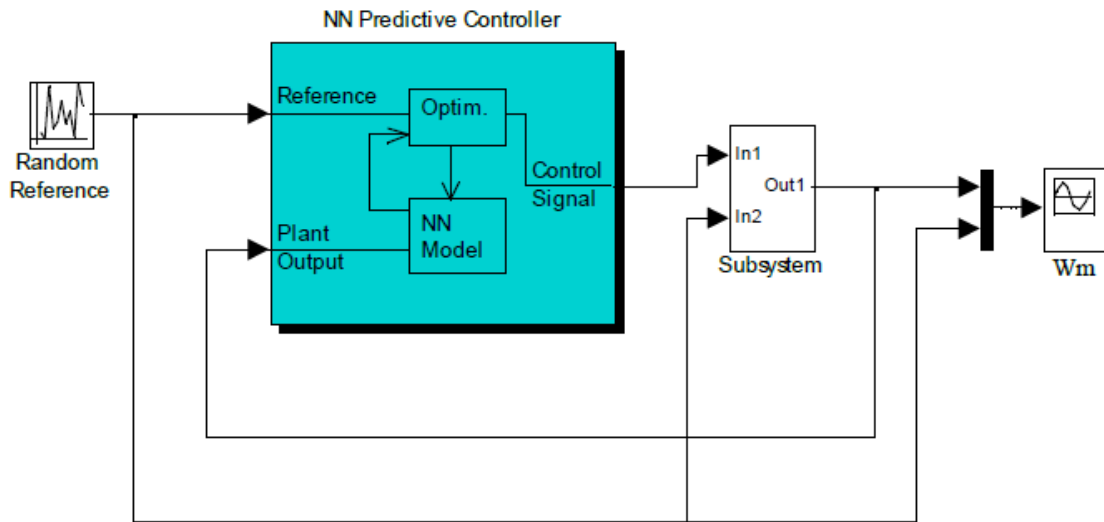 NN Predictive Controller
Random
Reference
Reference
Optim.
Control
Signal
NN
Model
Plant
Output
In1
Out1
In2
Subsystem
Wm